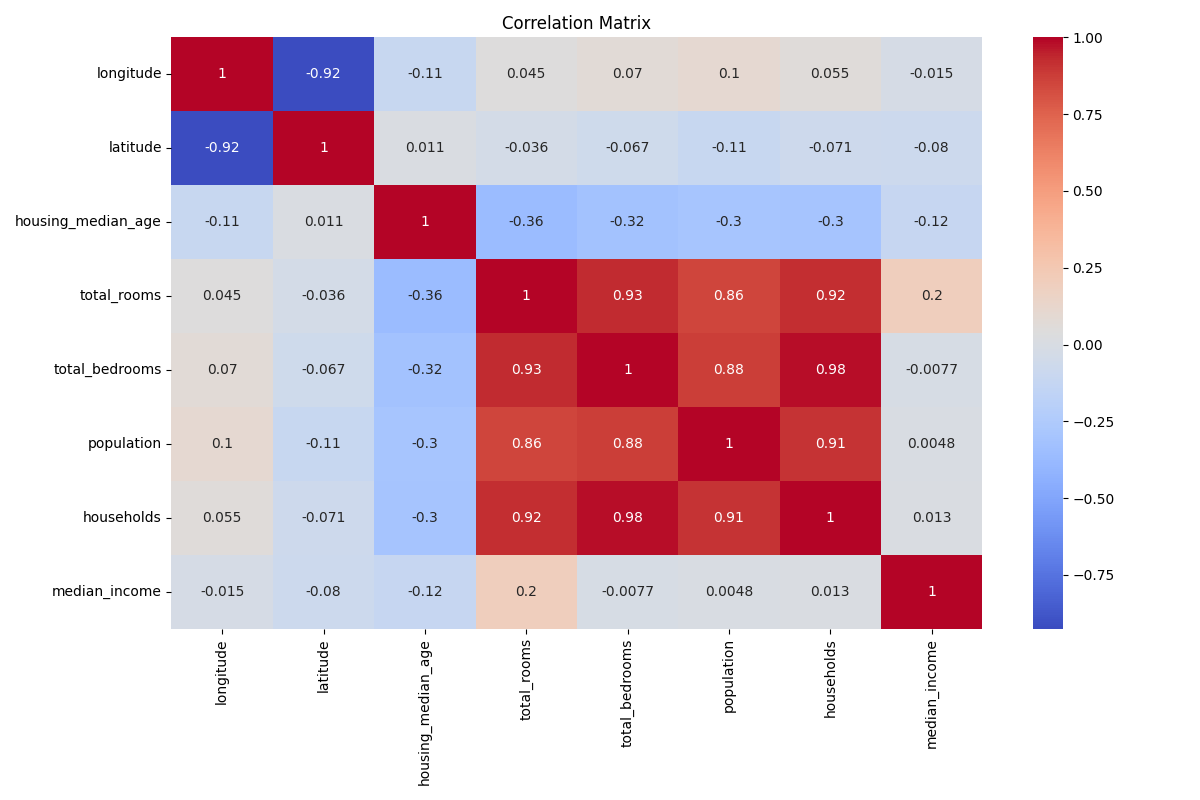 Correlation Matrix
longitude 1 -0.92 -0.11 0.045 0.07 0.1 0.055 -0.015
latitude -0.92 1 0.011 -0.036 -0.067 -0.11 -0.071 -0.08
housing_median_age -0.11 0.011 1 -0.36 -0.32 -0.3 -0.3 -0.12
total_rooms 0.045 -0.036 -0.36 1 0.93 0.86 0.92 0.2
total_bedrooms 0.07 -0.067 -0.32 0.93 1 0.88 0.98 -0.0077
population 0.1 -0.11 -0.3 0.86 0.88 1 0.91 0.0048
households 0.055 -0.071 -0.3 0.92 0.98 0.91 1 0.013
median_income -0.015 -0.08 -0.12 0.2 -0.0077 0.0048 0.013 1
longitude
latitude
housing_median_age
total_rooms
total_bedrooms
population
households
median_income
1.00
0.75
0.50
0.25
0.00
−0.25
−0.50
−0.75